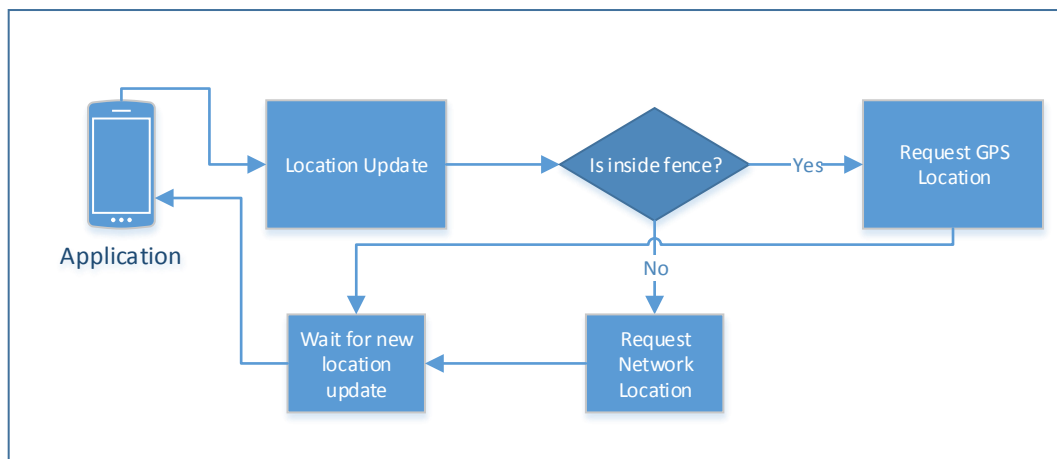 Location Update
Is inside fence?
Yes
Request GPS
Location
Application
No
Wait for new
location
update
Request
Network
Location